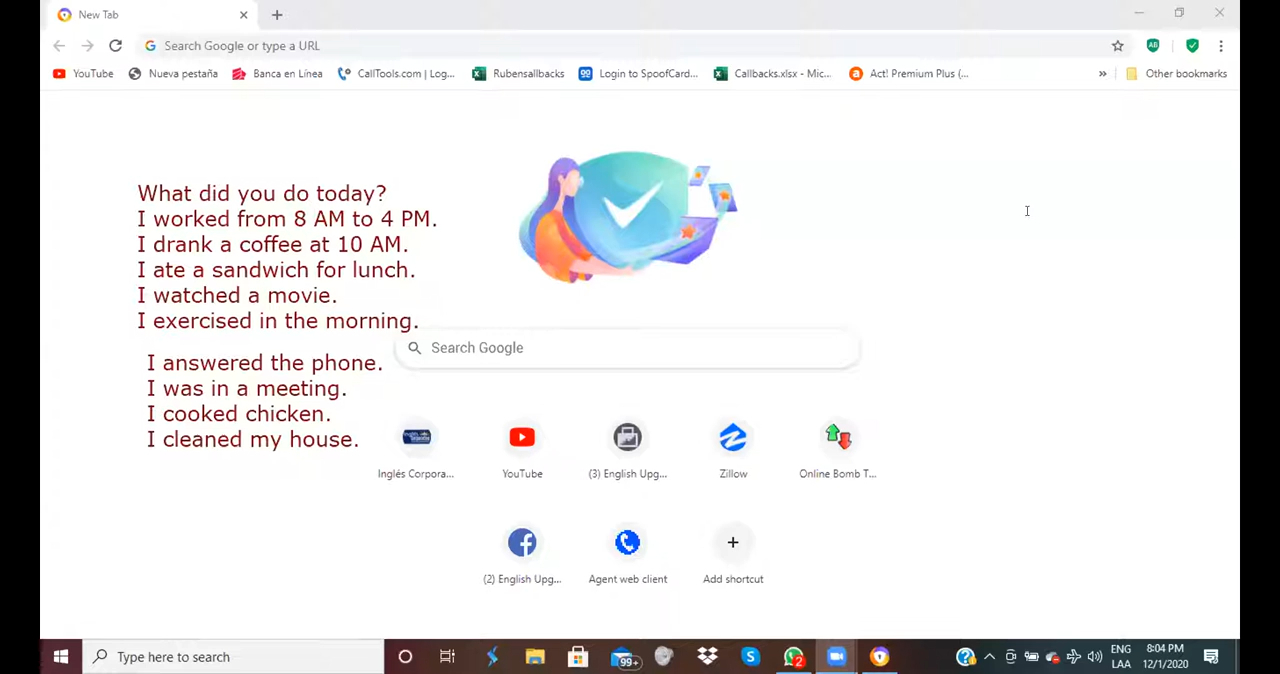 New Tab
Search Google or type a URL
YouTube
Nueva pestaña
Banca en Línea
CallTools.com | Log...
Rubensallbacks
Login to SpoofCard...
Callbacks.xlsx - Mic...
Act! Premium Plus (...
Other bookmarks
What did you do today?
I worked from 8 AM to 4 PM.
I drank a coffee at 10 AM.
I ate a sandwich for lunch.
I watched a movie.
I exercised in the morning.
Search Google
I answered the phone.
I was in a meeting.
I cooked chicken.
I cleaned my house.
Inglés Corpora...
YouTube
(3) English Upg...
Zillow
Online Bomb T...
(2) English Upg...
Agent web client
Add shortcut
Type here to search
99+
2
ENG
LAA
8:04 PM
12/1/2020